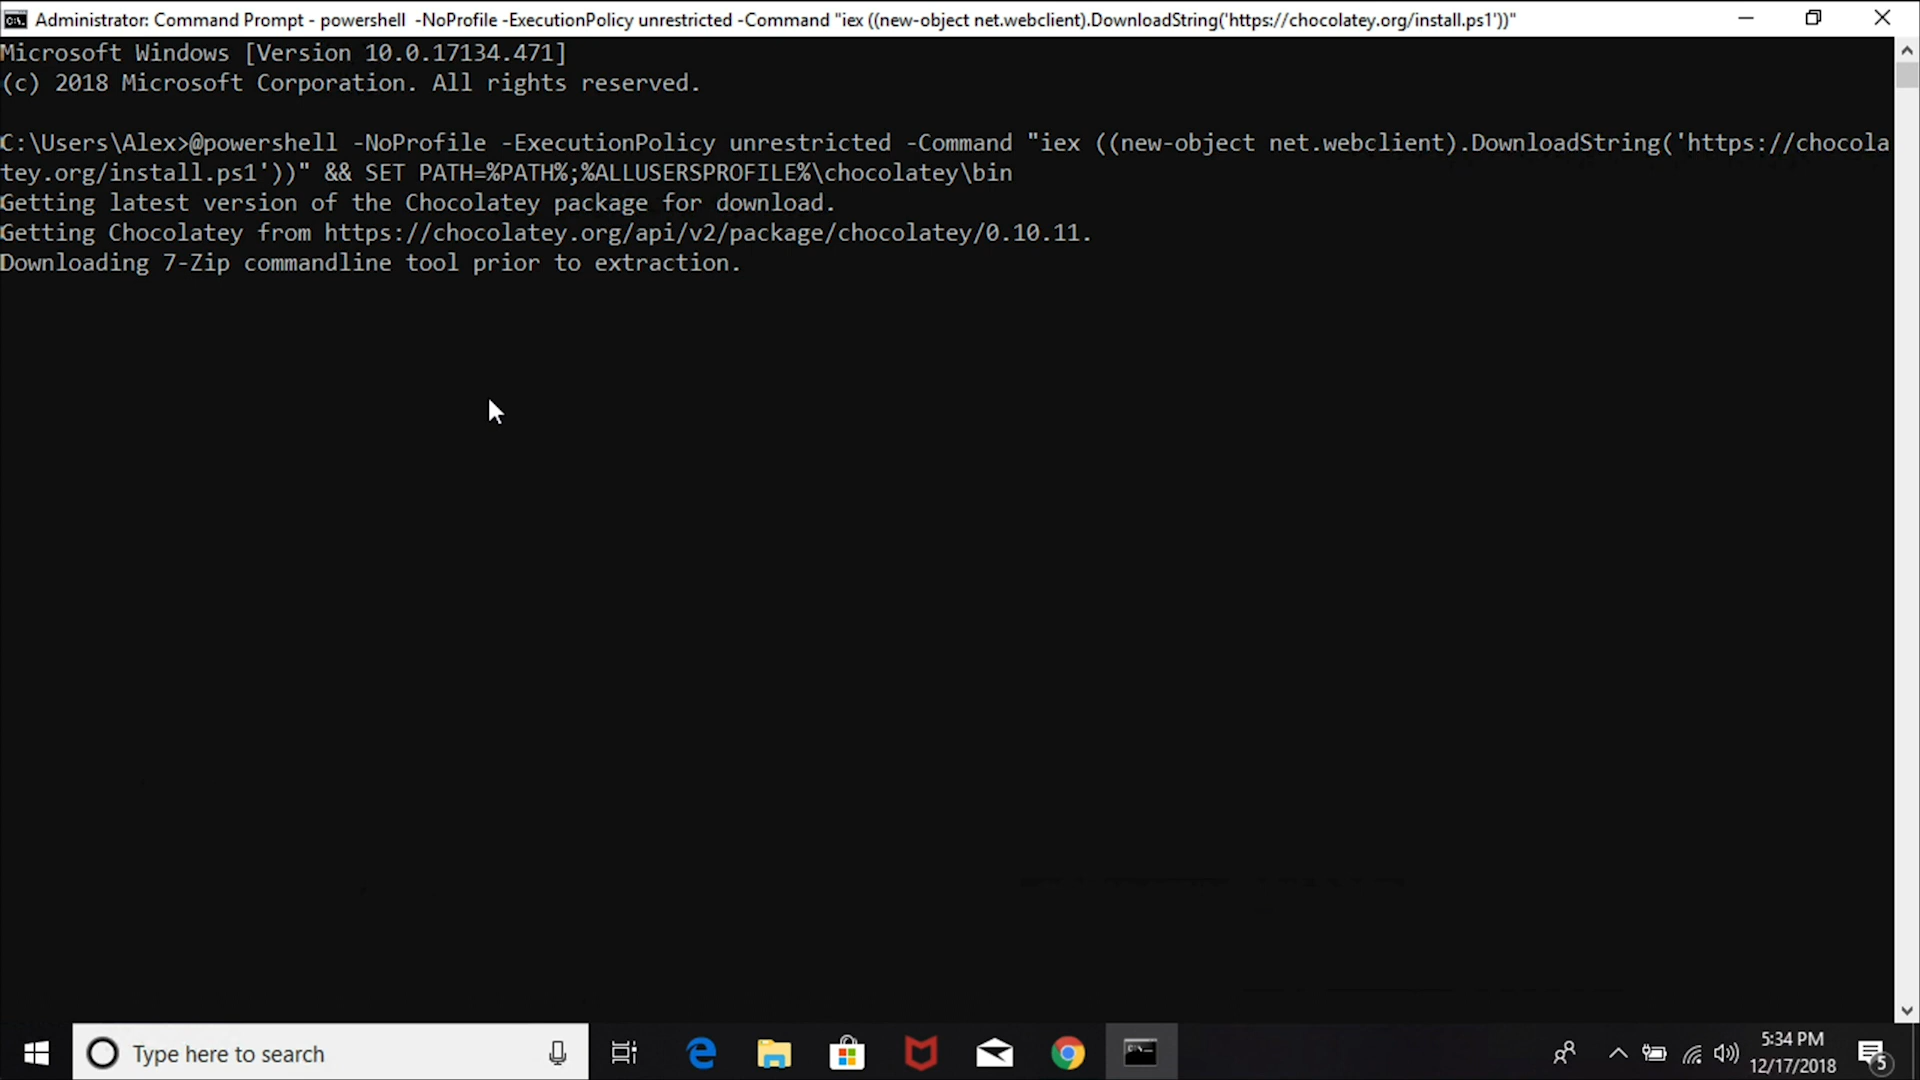 Administrator: Command Prompt - powershell  -NoProfile -ExecutionPolicy unrestricted -Command "iex ((new-object net.webclient).DownloadString('https://chocolatey.org/install.ps1'))"
Microsoft Windows [Version 10.0.17134.471]
(c) 2018 Microsoft Corporation. All rights reserved.
C:\Users\Alex>@powershell -NoProfile -ExecutionPolicy unrestricted -Command "iex ((new-object net.webclient).DownloadString('https://chocola
tey.org/install.ps1'))" && SET PATH=%PATH%;%ALLUSERSPROFILE%\chocolatey\bin
Getting latest version of the Chocolatey package for download.
Getting Chocolatey from https://chocolatey.org/api/v2/package/chocolatey/0.10.11.
Downloading 7-Zip commandline tool prior to extraction.
Type here to search
5:34 PM
12/17/2018
5